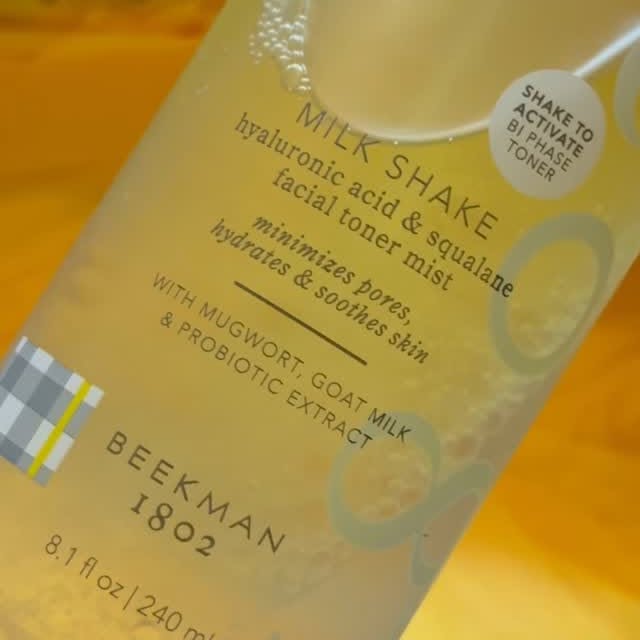 SHAKE TO
ACTIVATE
BI PHASE
TONER
MILK SHAKE
hyaluronic acid & squalane
facial toner mist
minimizes pores,
hydrates & soothes skin
WITH MUGWORT, GOAT MILK
& PROBIOTIC EXTRACT
BEEKMAN
1802
8.1 fl oz | 240 ml